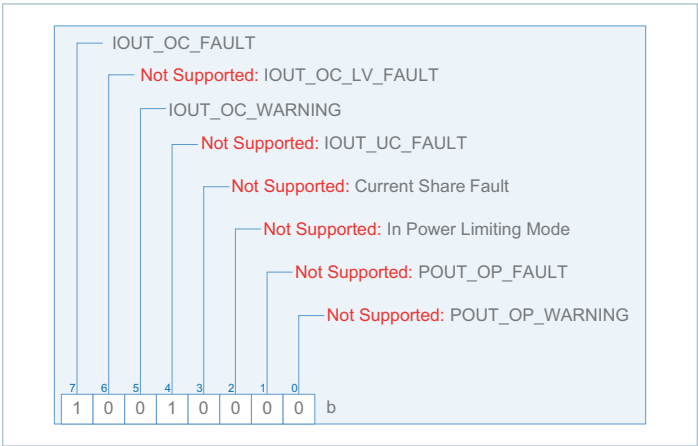 IOUT_OC_FAULT
Not Supported: IOUT_OC_LV_FAULT
IOUT_OC_WARNING
Not Supported: IOUT_UC_FAULT
Not Supported: Current Share Fault
Not Supported: In Power Limiting Mode
Not Supported: POUT_OP_FAULT
Not Supported: POUT_OP_WARNING
7 6 5 4 3 2 1 0
1 0 0 1 0 0 0 0 b